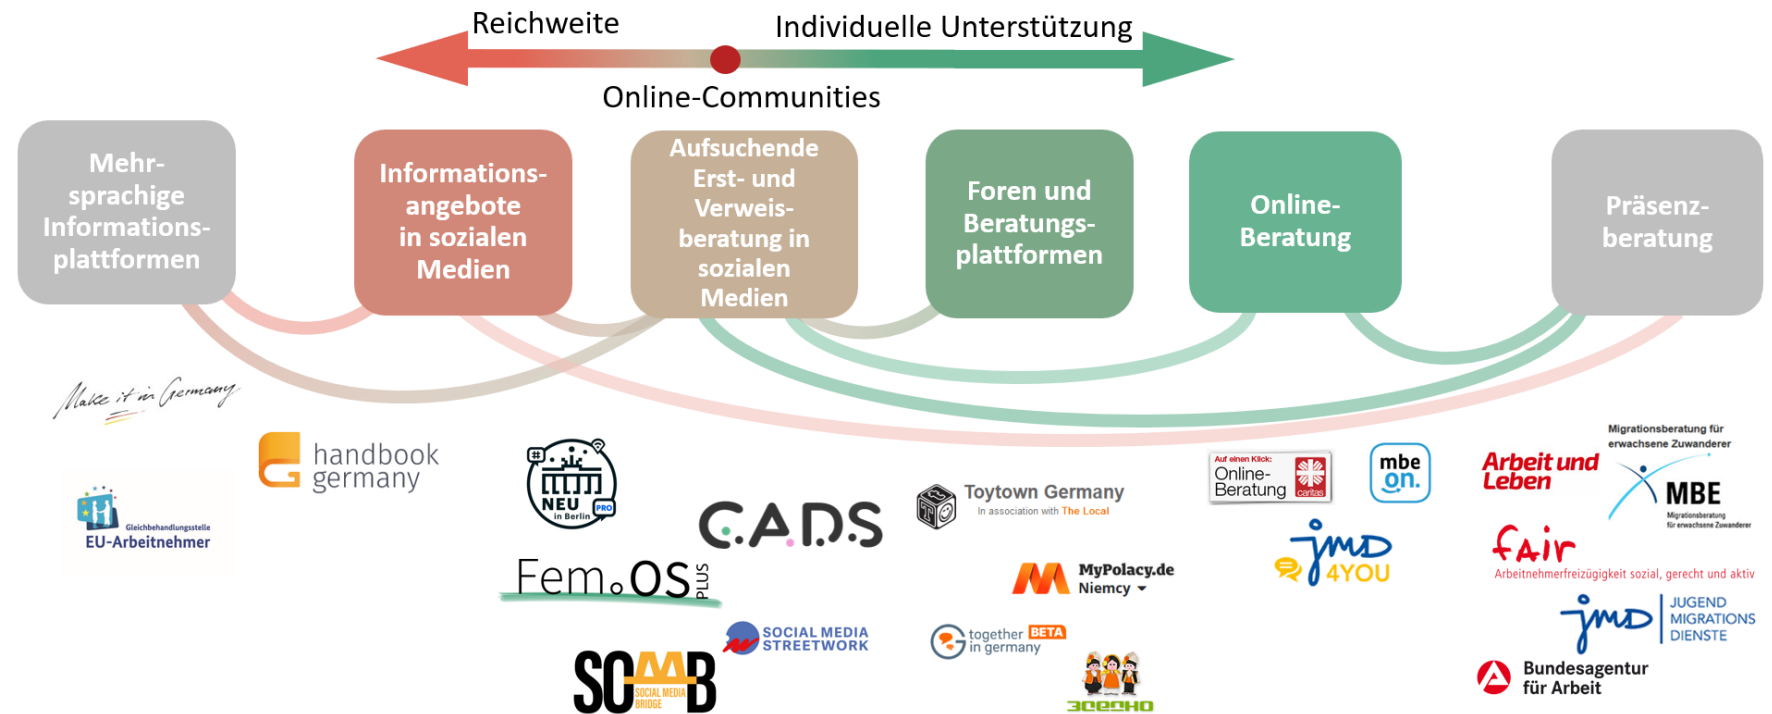 Reichweite
Individuelle Unterstützung
Online-Communities
Mehr-
sprachige
Informations-
plattformen
Informations-
angebote
in sozialen
Medien
Aufsuchende
Erst- und
Verweis-
beratung in
sozialen
Medien
Foren und
Beratungs-
plattformen
Online-
Beratung
Präsenz-
beratung
Make it in Germany
handbook
germany
Gleichbehandlungsstelle
EU-Arbeitnehmer
#
NEU
in Berlin
PRO
C.A.D.S
Fem.OS
PLUS
SOCIAL MEDIA
STREETWORK
SOMB
SOCIAL MEDIA
BRIDGE
Toytown Germany
In association with The Local
MyPolacy.de
Niemcy
together BETA
in germany
зседно
Auf einen Klick:
Online-
Beratung
caritas
mbe
on.
jmd
4YOU
Arbeit und
Leben
Migrationsberatung für
erwachsene Zuwanderer
MBE
Migrationsberatung
für erwachsene Zuwanderer
fair
Arbeitnehmerfreizügigkeit sozial, gerecht und aktiv
jmd
JUGEND
MIGRATIONS
DIENSTE
Bundesagentur
für Arbeit